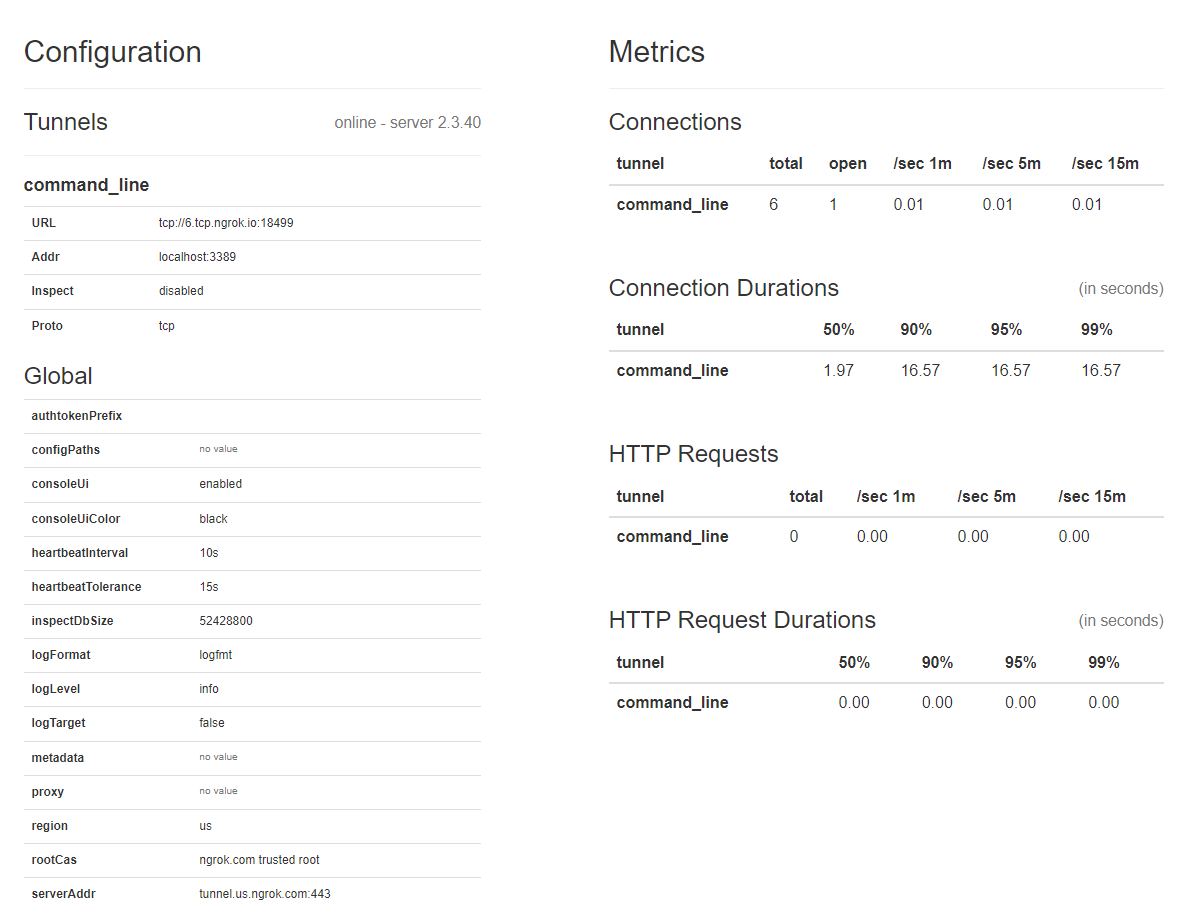 Configuration
Tunnels online - server 2.3.40
command_line
URL tcp://6.tcp.ngrok.io:18499
Addr localhost:3389
Inspect disabled
Proto tcp
Global
authtokenPrefix
configPaths no value
consoleUi enabled
consoleUiColor black
heartbeatInterval 10s
heartbeatTolerance 15s
inspectDbSize 52428800
logFormat logfmt
logLevel info
logTarget false
metadata no value
proxy no value
region us
rootCas ngrok.com trusted root
serverAddr tunnel.us.ngrok.com:443
Metrics
Connections
tunnel total open /sec 1m /sec 5m /sec 15m
command_line 6 1 0.01 0.01 0.01
Connection Durations (in seconds)
tunnel 50% 90% 95% 99%
command_line 1.97 16.57 16.57 16.57
HTTP Requests
tunnel total /sec 1m /sec 5m /sec 15m
command_line 0 0.00 0.00 0.00
HTTP Request Durations (in seconds)
tunnel 50% 90% 95% 99%
command_line 0.00 0.00 0.00 0.00